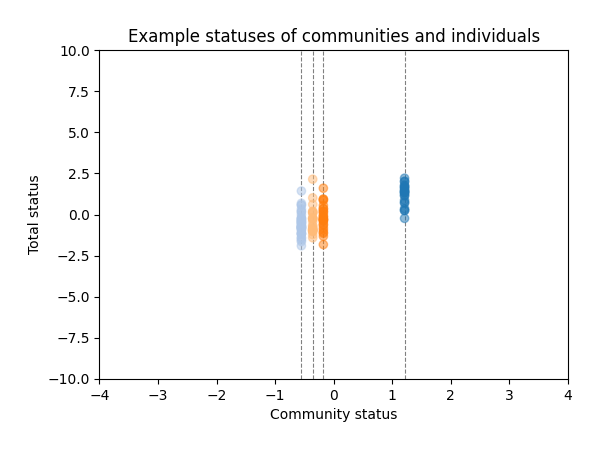 Example statuses of communities and individuals
10.0
7.5
5.0
2.5
0.0
−2.5
−5.0
−7.5
−10.0
Total status
−4 −3 −2 −1 0 1 2 3 4
Community status